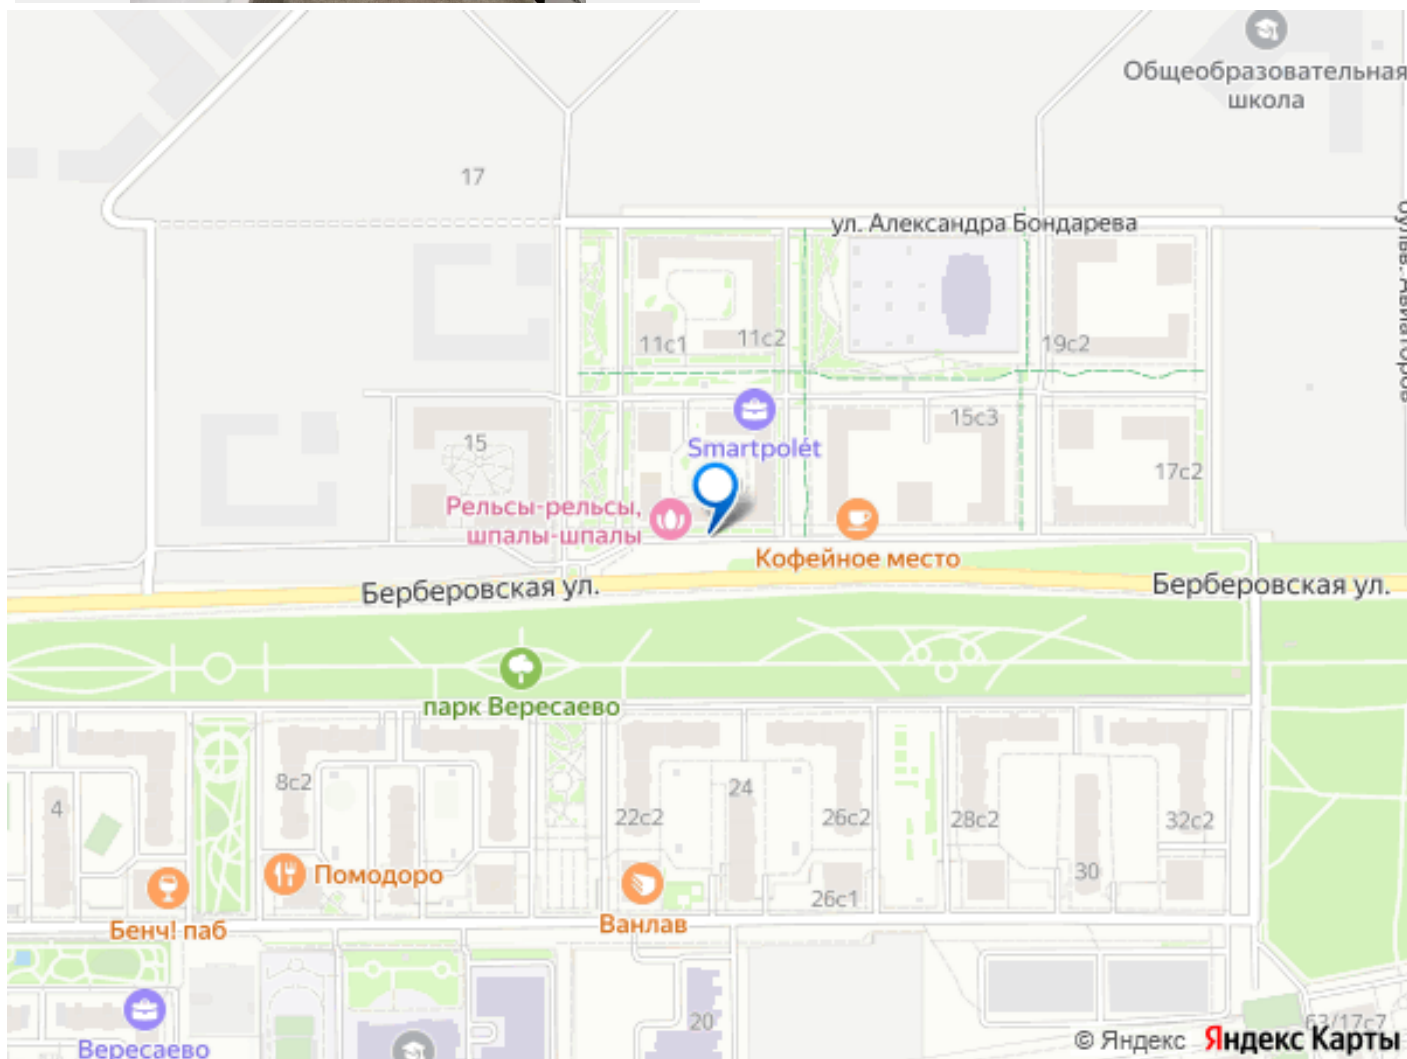 Общеобразовательная
школа
17
ул. Александра Бондарева
11с1
11с2
19с2
15
Smartpolét
15с3
17с2
Рельсы-рельсы,
шпалы-шпалы
Кофейное место
Берберовская ул.
Берберовская ул.
парк Вересаево
8с2
4
24
22с2
26с2
28с2
32с2
Помодоро
30
26с1
Бенч! паб
Ванлав
20
63/17с7
Вересаево
© Яндекс Яндекс Карты